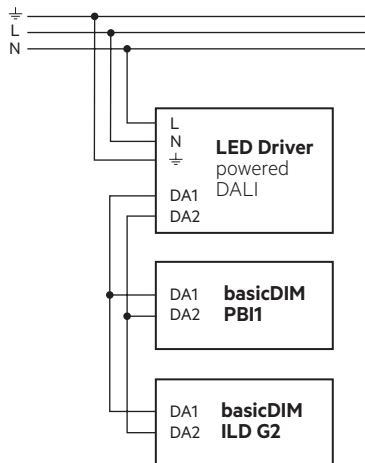 ⏚
L
N
L
N
⏚
LED Driver
powered
DALI
DA1
DA2
DA1
DA2
basicDIM
PBI1
DA1
DA2
basicDIM
ILD G2